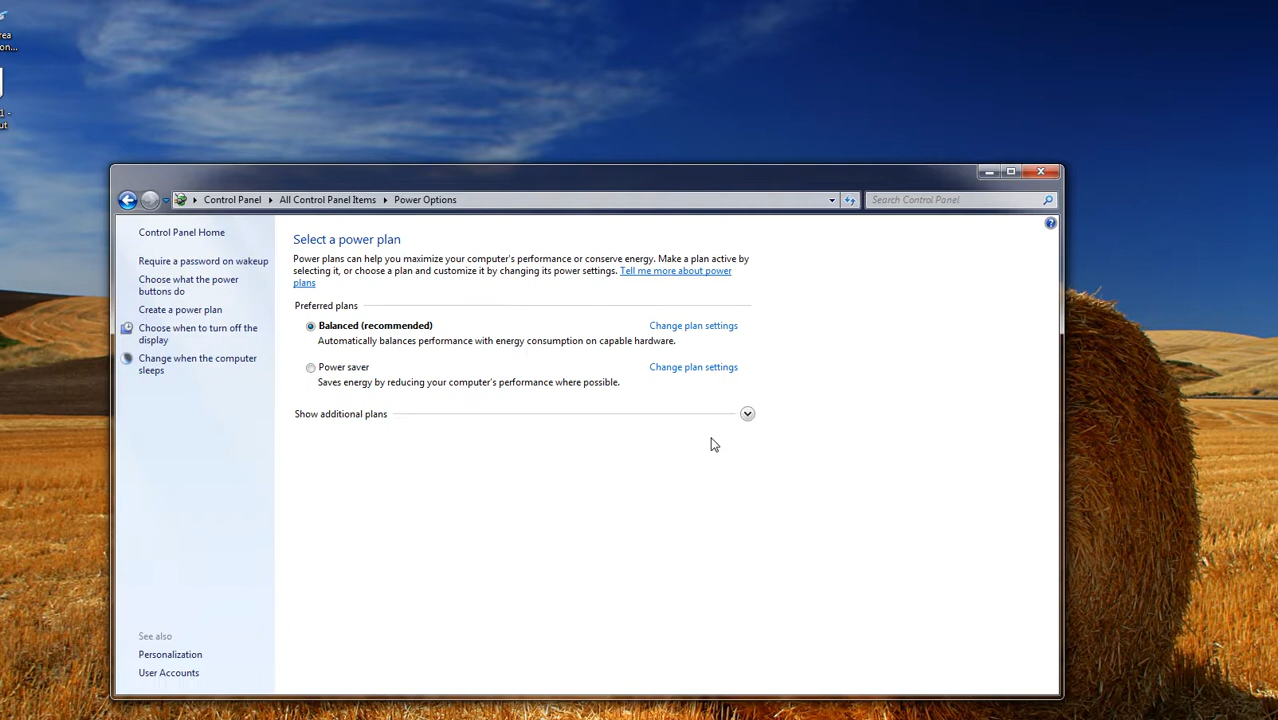 rea
on...
1 -
ut
Control Panel
All Control Panel Items
Power Options
Search Control Panel
Control Panel Home
Require a password on wakeup
Choose what the power
buttons do
Create a power plan
Choose when to turn off the
display
Change when the computer
sleeps
See also
Personalization
User Accounts
Select a power plan
Power plans can help you maximize your computer's performance or conserve energy. Make a plan active by
selecting it, or choose a plan and customize it by changing its power settings. Tell me more about power
plans
Preferred plans
Balanced (recommended) Change plan settings
Automatically balances performance with energy consumption on capable hardware.
Power saver Change plan settings
Saves energy by reducing your computer's performance where possible.
Show additional plans